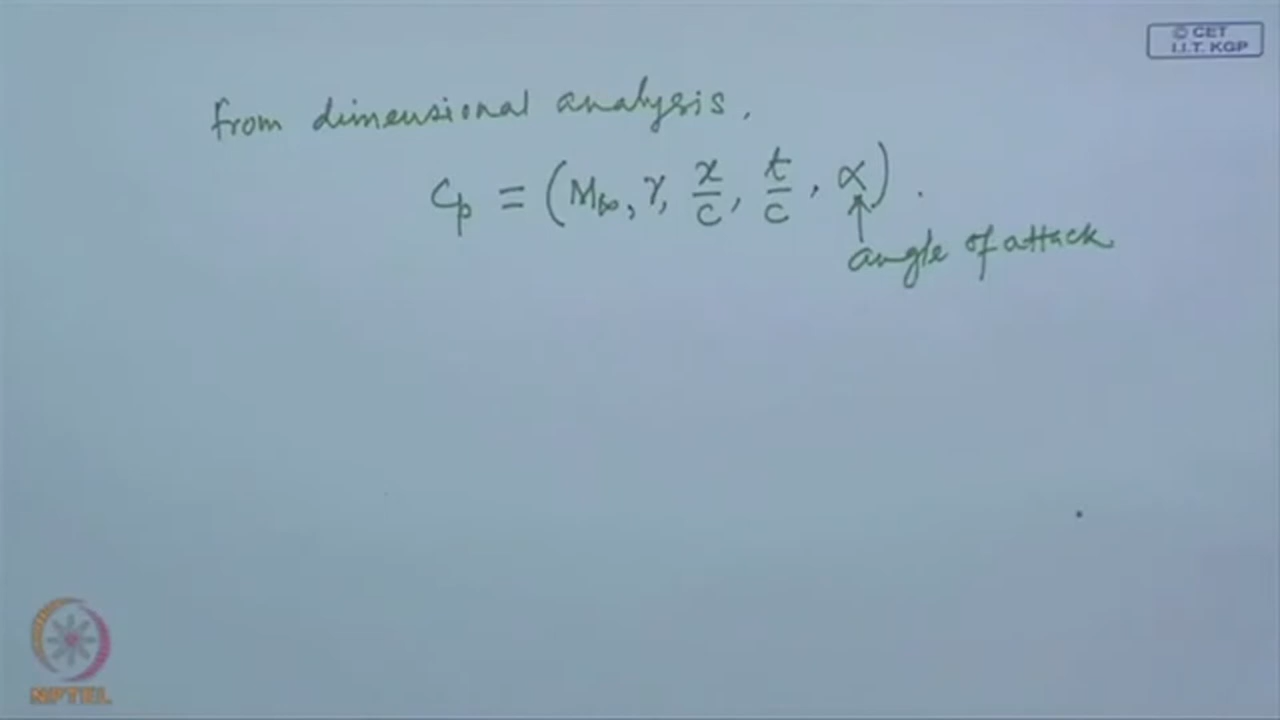 © CET
I.I.T. KGP
from dimensional analysis.
Cp = (M∞, γ, x/c, t/c, α).
angle of attack
NPTEL